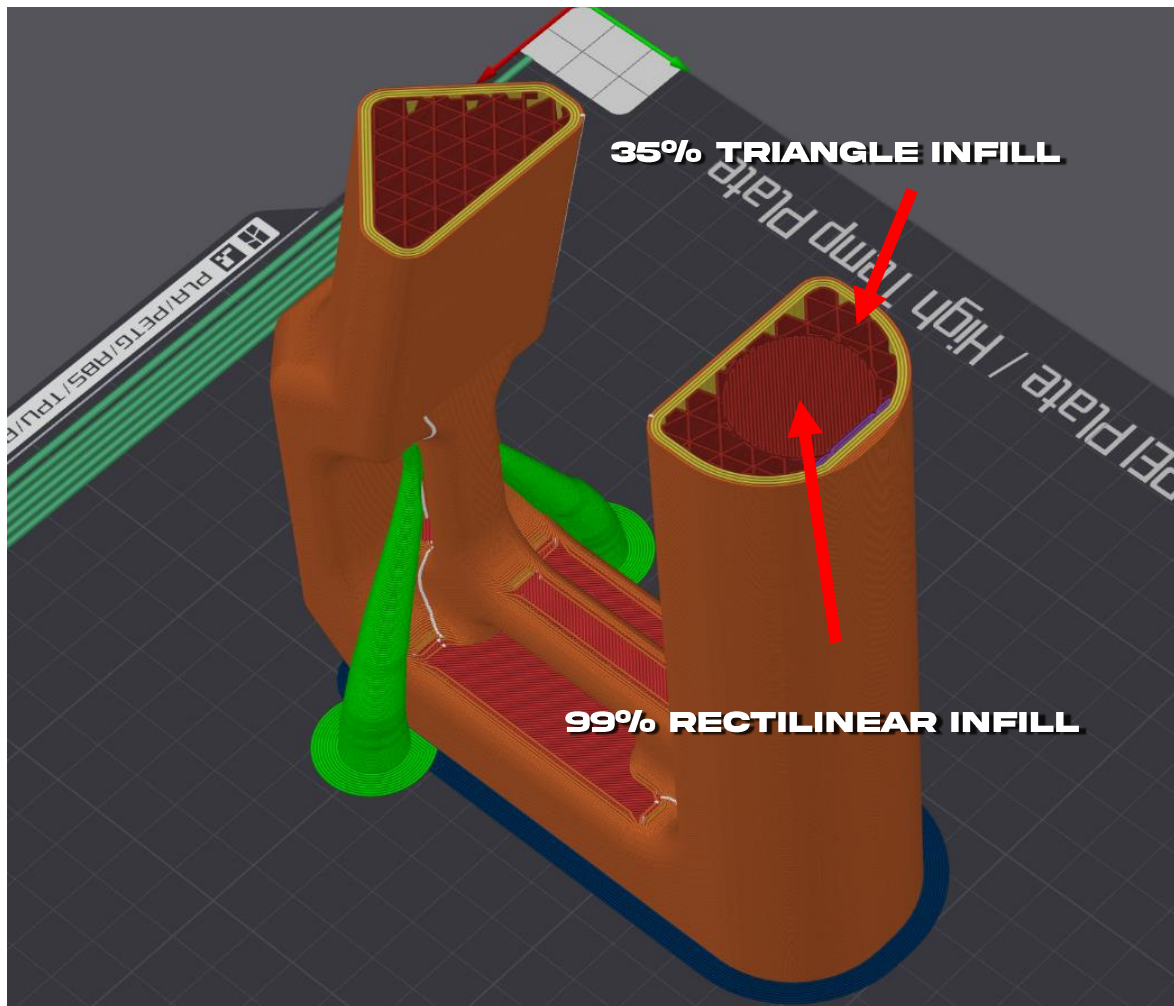 35% TRIANGLE INFILL
PEI Plate / High Temp Plate
PLA/PETG/ABS/TPU/
99% RECTILINEAR INFILL